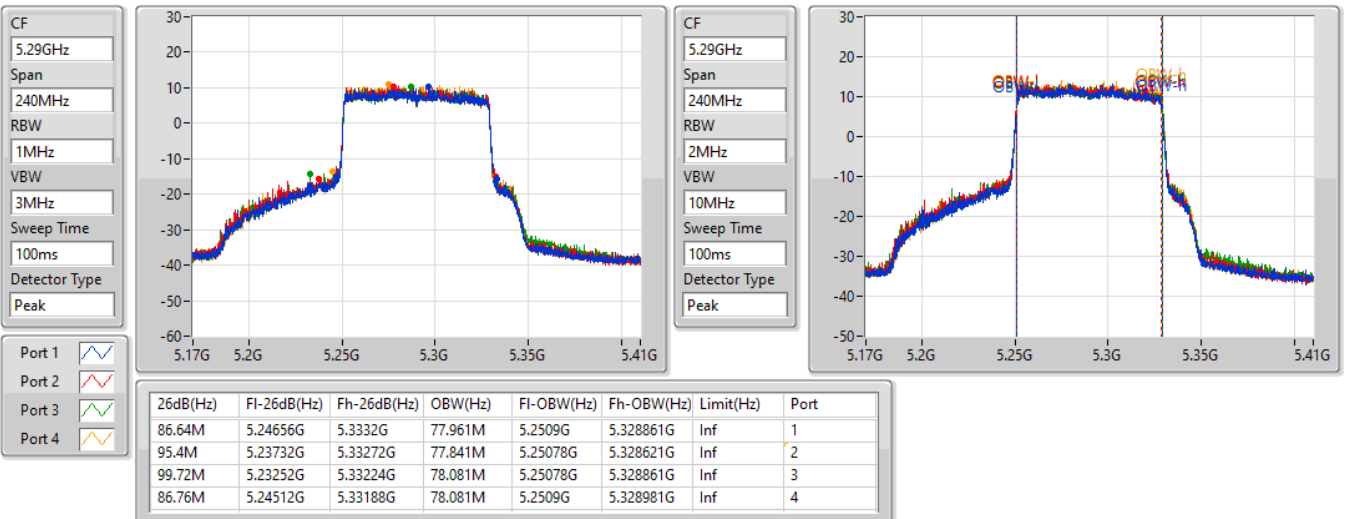 CF
5.29GHz
Span
240MHz
RBW
1MHz
VBW
3MHz
Sweep Time
100ms
Detector Type
Peak
Port 1
Port 2
Port 3
Port 4
30
20
10
0
-10
-20
-30
-40
-50
-60
5.17G 5.2G 5.25G 5.3G 5.35G 5.41G
CF
5.29GHz
Span
240MHz
RBW
2MHz
VBW
10MHz
Sweep Time
100ms
Detector Type
Peak
30
20
10
0
-10
-20
-30
-40
-50
OBW-l OBW-h
5.17G 5.2G 5.25G 5.3G 5.35G 5.41G
26dB(Hz) Fl-26dB(Hz) Fh-26dB(Hz) OBW(Hz) Fl-OBW(Hz) Fh-OBW(Hz) Limit(Hz) Port
86.64M 5.24656G 5.3332G 77.961M 5.2509G 5.328861G Inf 1
95.4M 5.23732G 5.33272G 77.841M 5.25078G 5.328621G Inf 2
99.72M 5.23252G 5.33224G 78.081M 5.25078G 5.328861G Inf 3
86.76M 5.24512G 5.33188G 78.081M 5.2509G 5.328981G Inf 4